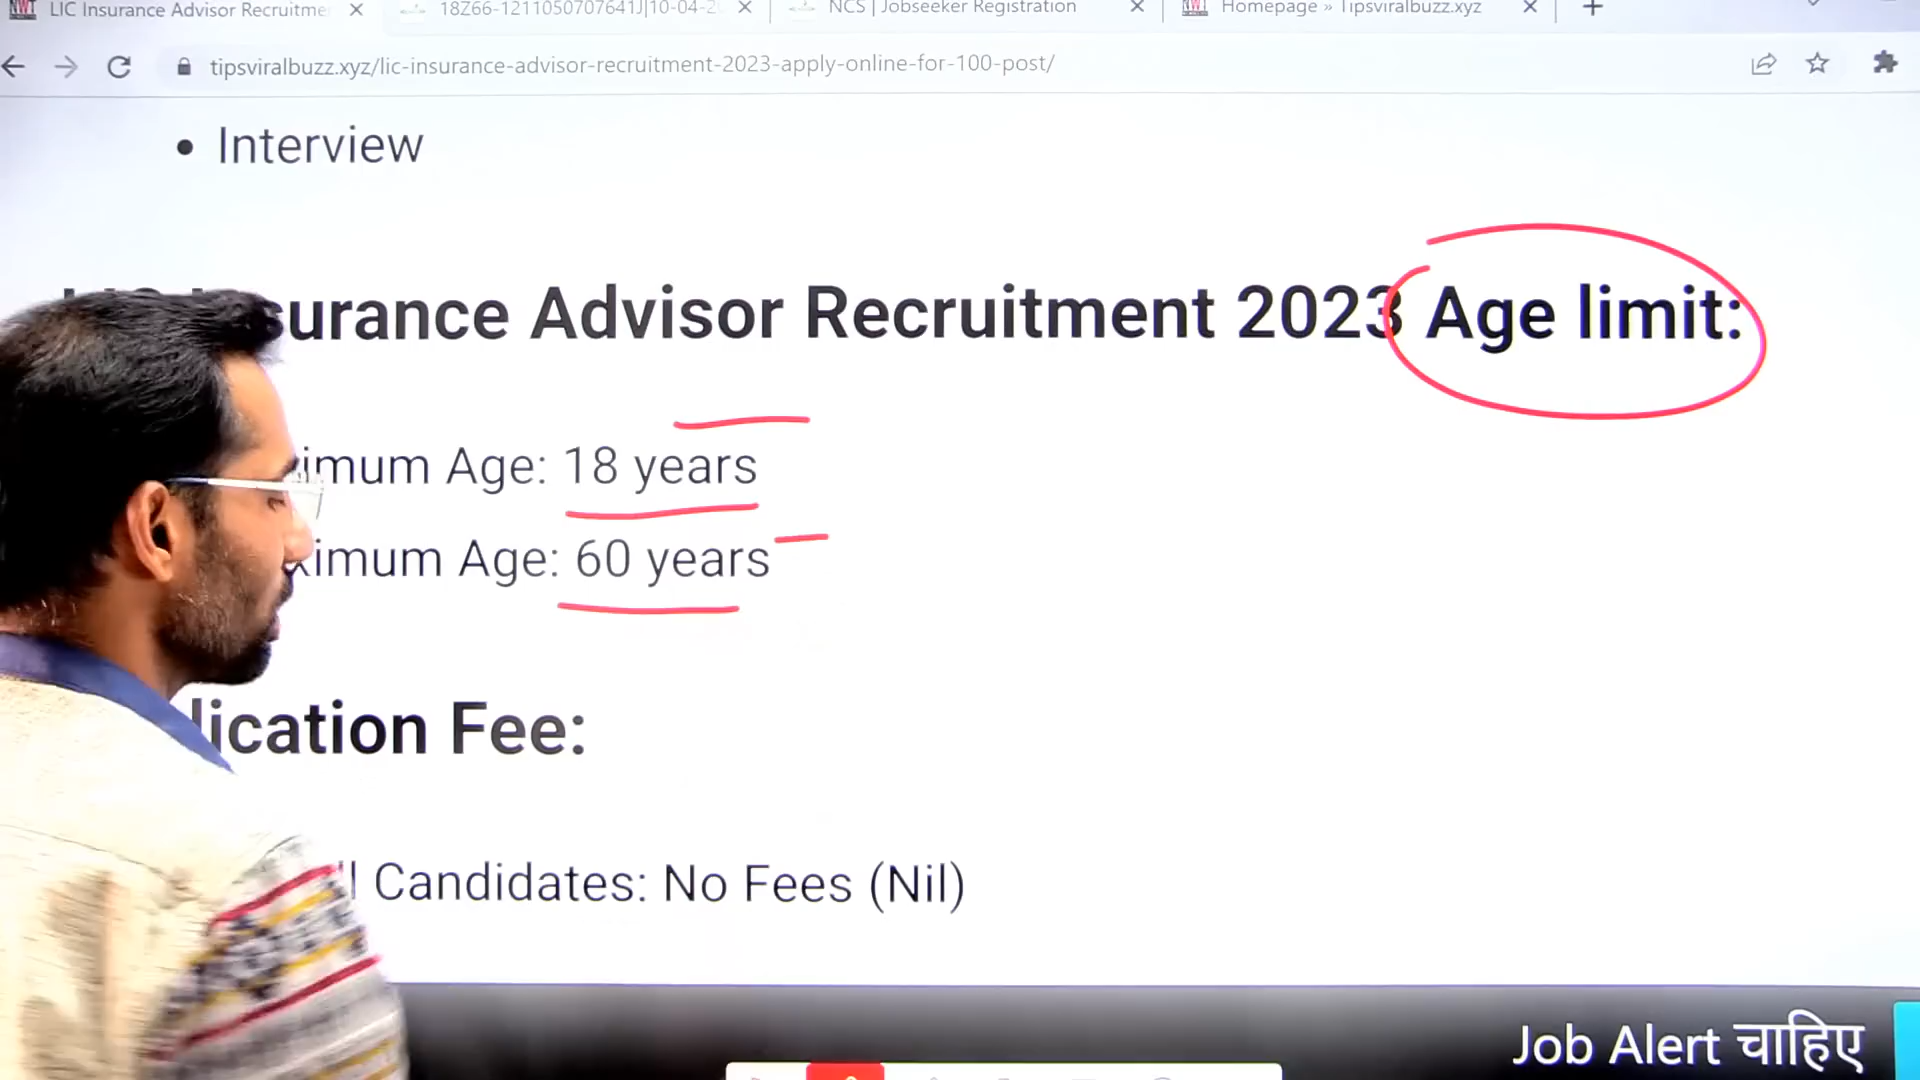 LIC Insurance Advisor Recruitme
18Z66-1211050707641J|10-04-2
NCS | Jobseeker Registration
Homepage » Tipsviralbuzz.xyz
tipsviralbuzz.xyz/lic-insurance-advisor-recruitment-2023-apply-online-for-100-post/
• Interview
surance Advisor Recruitment 2023 Age limit:
imum Age: 18 years
ximum Age: 60 years
lication Fee:
l Candidates: No Fees (Nil)
Job Alert चाहिए